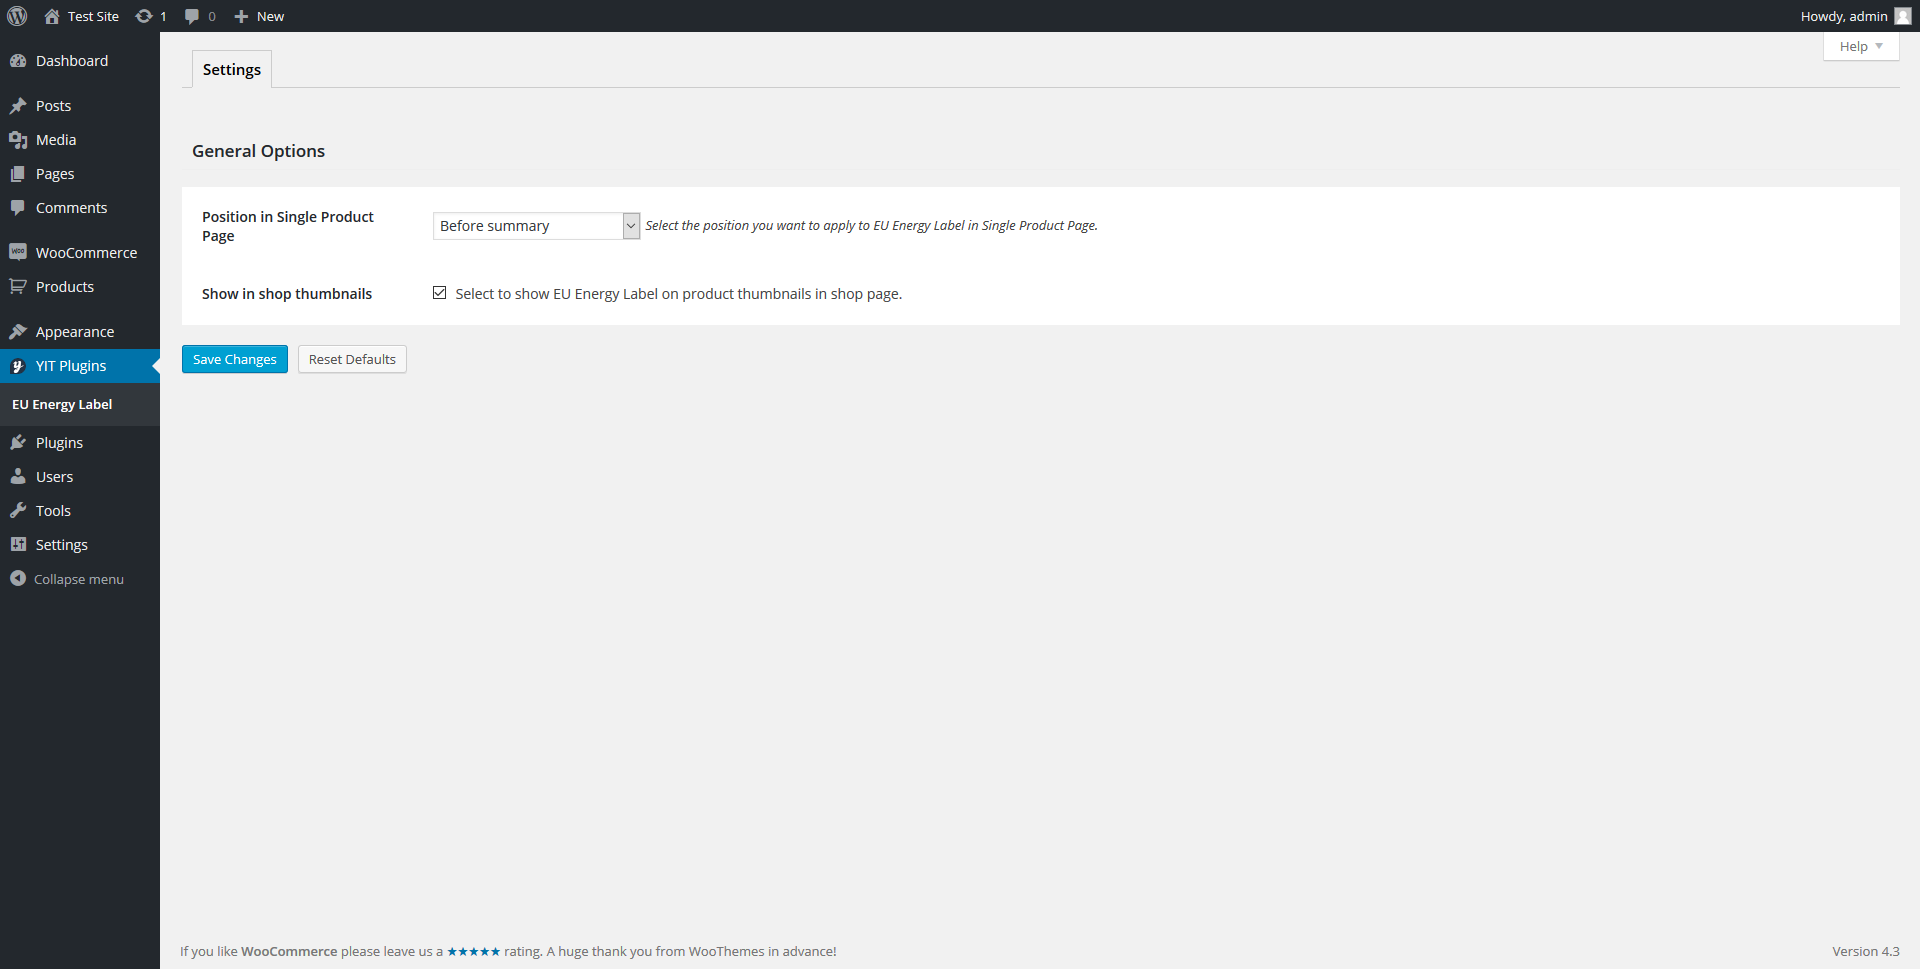 Test Site 1 0 New Howdy, admin
Help
Dashboard
Posts
Media
Pages
Comments
WooCommerce
Products
Appearance
YIT Plugins
EU Energy Label
Plugins
Users
Tools
Settings
Collapse menu
Settings
General Options
Position in Single Product
Page
Before summary
Select the position you want to apply to EU Energy Label in Single Product Page.
Show in shop thumbnails
Select to show EU Energy Label on product thumbnails in shop page.
Save Changes Reset Defaults
If you like WooCommerce please leave us a ★★★★★ rating. A huge thank you from WooThemes in advance!
Version 4.3